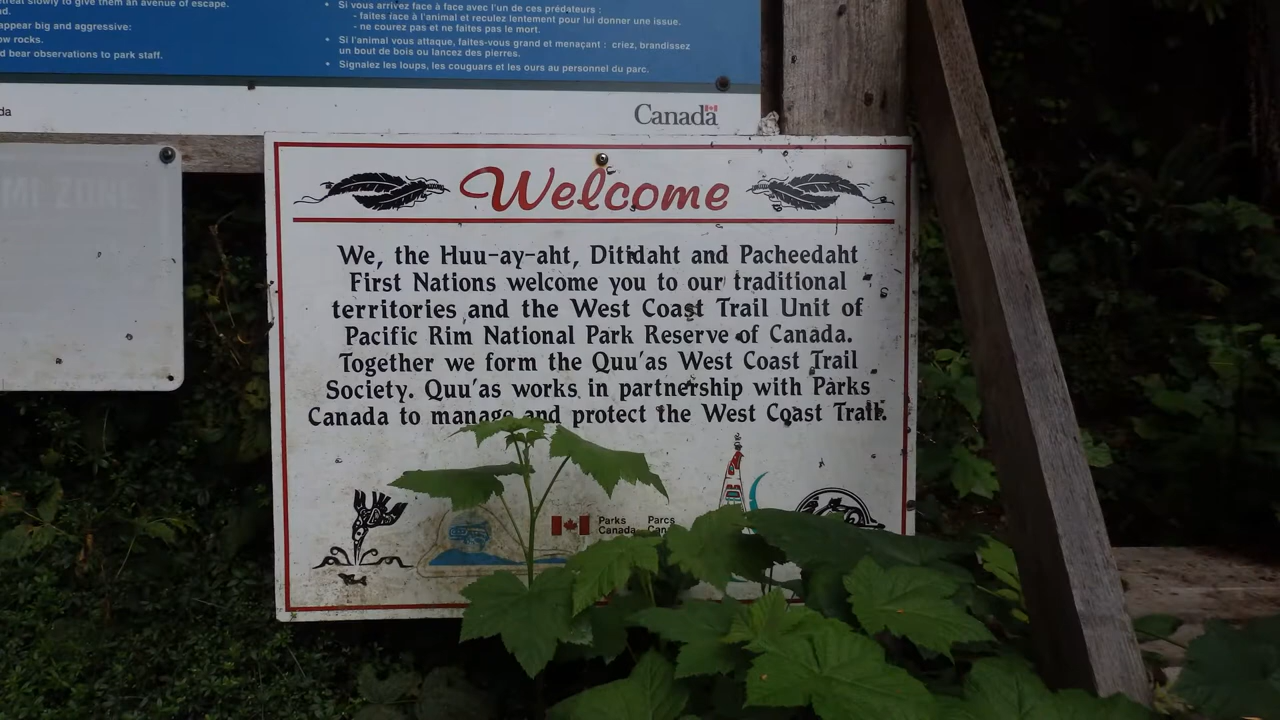 treat slowly to give them an avenue of escape.
appear big and aggressive:
ow rocks.
d bear observations to park staff.
• Si vous arrivez face à face avec l'un de ces prédateurs :
- faites face à l'animal et reculez lentement pour lui donner une issue.
- ne courez pas et ne faites pas le mort.
• Si l'animal vous attaque, faites-vous grand et menaçant : criez, brandissez
un bout de bois ou lancez des pierres.
• Signalez les loups, les couguars et les ours au personnel du parc.
Canada
Welcome
We, the Huu-ay-aht, Ditidaht and Pacheedaht
First Nations welcome you to our traditional
territories and the West Coast Trail Unit of
Pacific Rim National Park Reserve of Canada.
Together we form the Quu'as West Coast Trail
Society. Quu'as works in partnership with Parks
Canada to manage and protect the West Coast Trail.
Parks Parcs
Canada